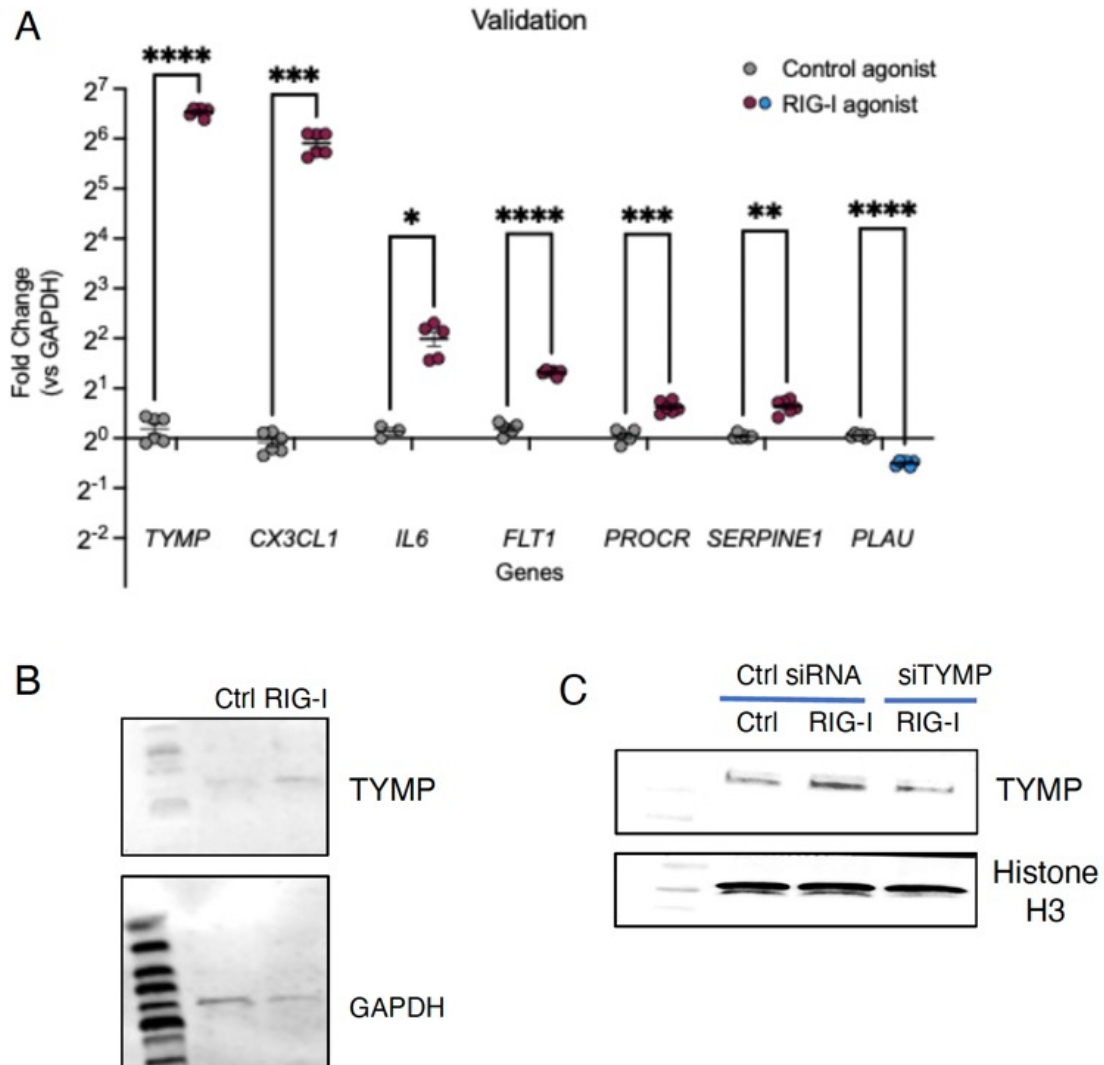 A
Validation
**** *** * **** *** ** ****
Control agonist
RIG-I agonist
Fold Change
(vs GAPDH)
2⁷
2⁶
2⁵
2⁴
2³
2²
2¹
2⁰
2⁻¹
2⁻²
TYMP CX3CL1 IL6 FLT1 PROCR SERPINE1 PLAU
Genes
B
Ctrl RIG-I
TYMP
GAPDH
C
Ctrl siRNA siTYMP
Ctrl RIG-I RIG-I
TYMP
Histone
H3